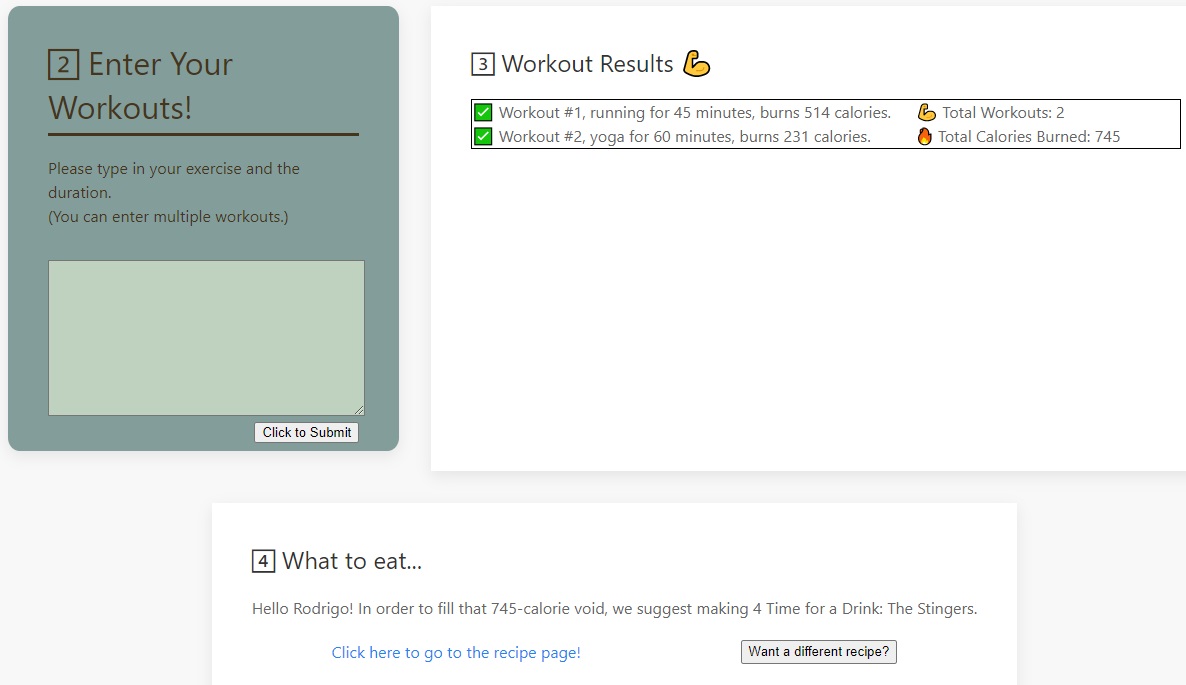 2 Enter Your
Workouts!
Please type in your exercise and the
duration.
(You can enter multiple workouts.)
Click to Submit
3 Workout Results 💪
✅ Workout #1, running for 45 minutes, burns 514 calories.
✅ Workout #2, yoga for 60 minutes, burns 231 calories.
💪 Total Workouts: 2
🔥 Total Calories Burned: 745
4 What to eat...
Hello Rodrigo! In order to fill that 745-calorie void, we suggest making 4 Time for a Drink: The Stingers.
Click here to go to the recipe page!
Want a different recipe?